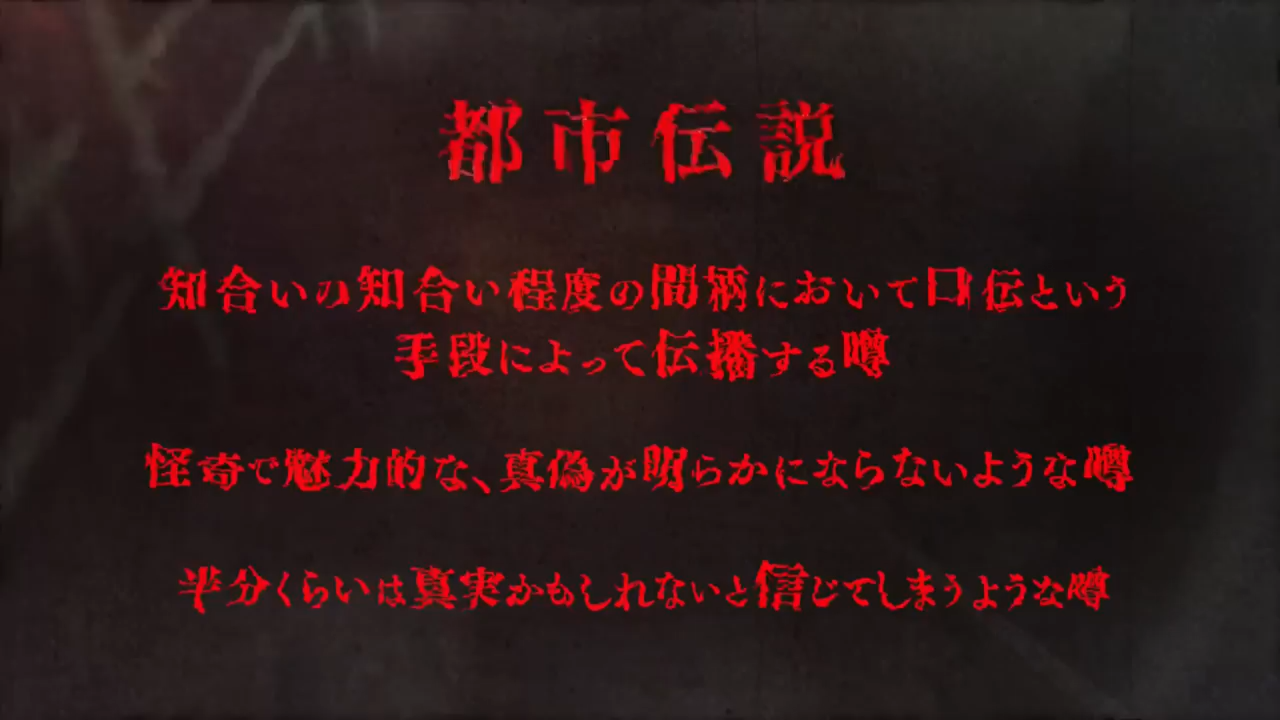 都市伝説
知合いの知合い程度の間柄において口伝という
手段によって伝播する噂
怪奇で魅力的な、真偽が明らかにならないような噂
半分くらいは真実かもしれないと信じてしまうような噂